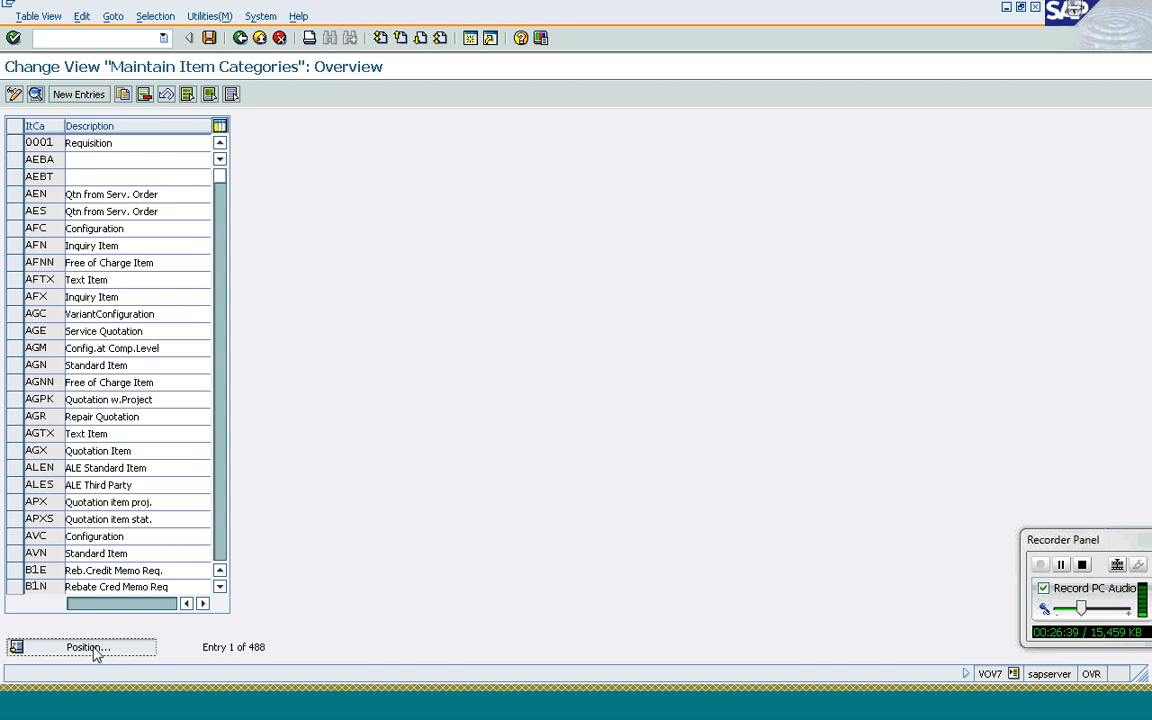 Table View Edit Goto Selection Utilities(M) System Help
SAP
Change View "Maintain Item Categories": Overview
New Entries
ItCa Description
0001 Requisition
AEBA
AEBT
AEN Qtn from Serv. Order
AES Qtn from Serv. Order
AFC Configuration
AFN Inquiry Item
AFNN Free of Charge Item
AFTX Text Item
AFX Inquiry Item
AGC VariantConfiguration
AGE Service Quotation
AGM Config.at Comp.Level
AGN Standard Item
AGNN Free of Charge Item
AGPK Quotation w.Project
AGR Repair Quotation
AGTX Text Item
AGX Quotation Item
ALEN ALE Standard Item
ALES ALE Third Party
APX Quotation item proj.
APXS Quotation item stat.
AVC Configuration
AVN Standard Item
B1E Reb.Credit Memo Req.
B1N Rebate Cred Memo Req
Position... Entry 1 of 488
Recorder Panel
Record PC Audio
00:26:39 / 15,459 KB
VOV7 sapserver OVR